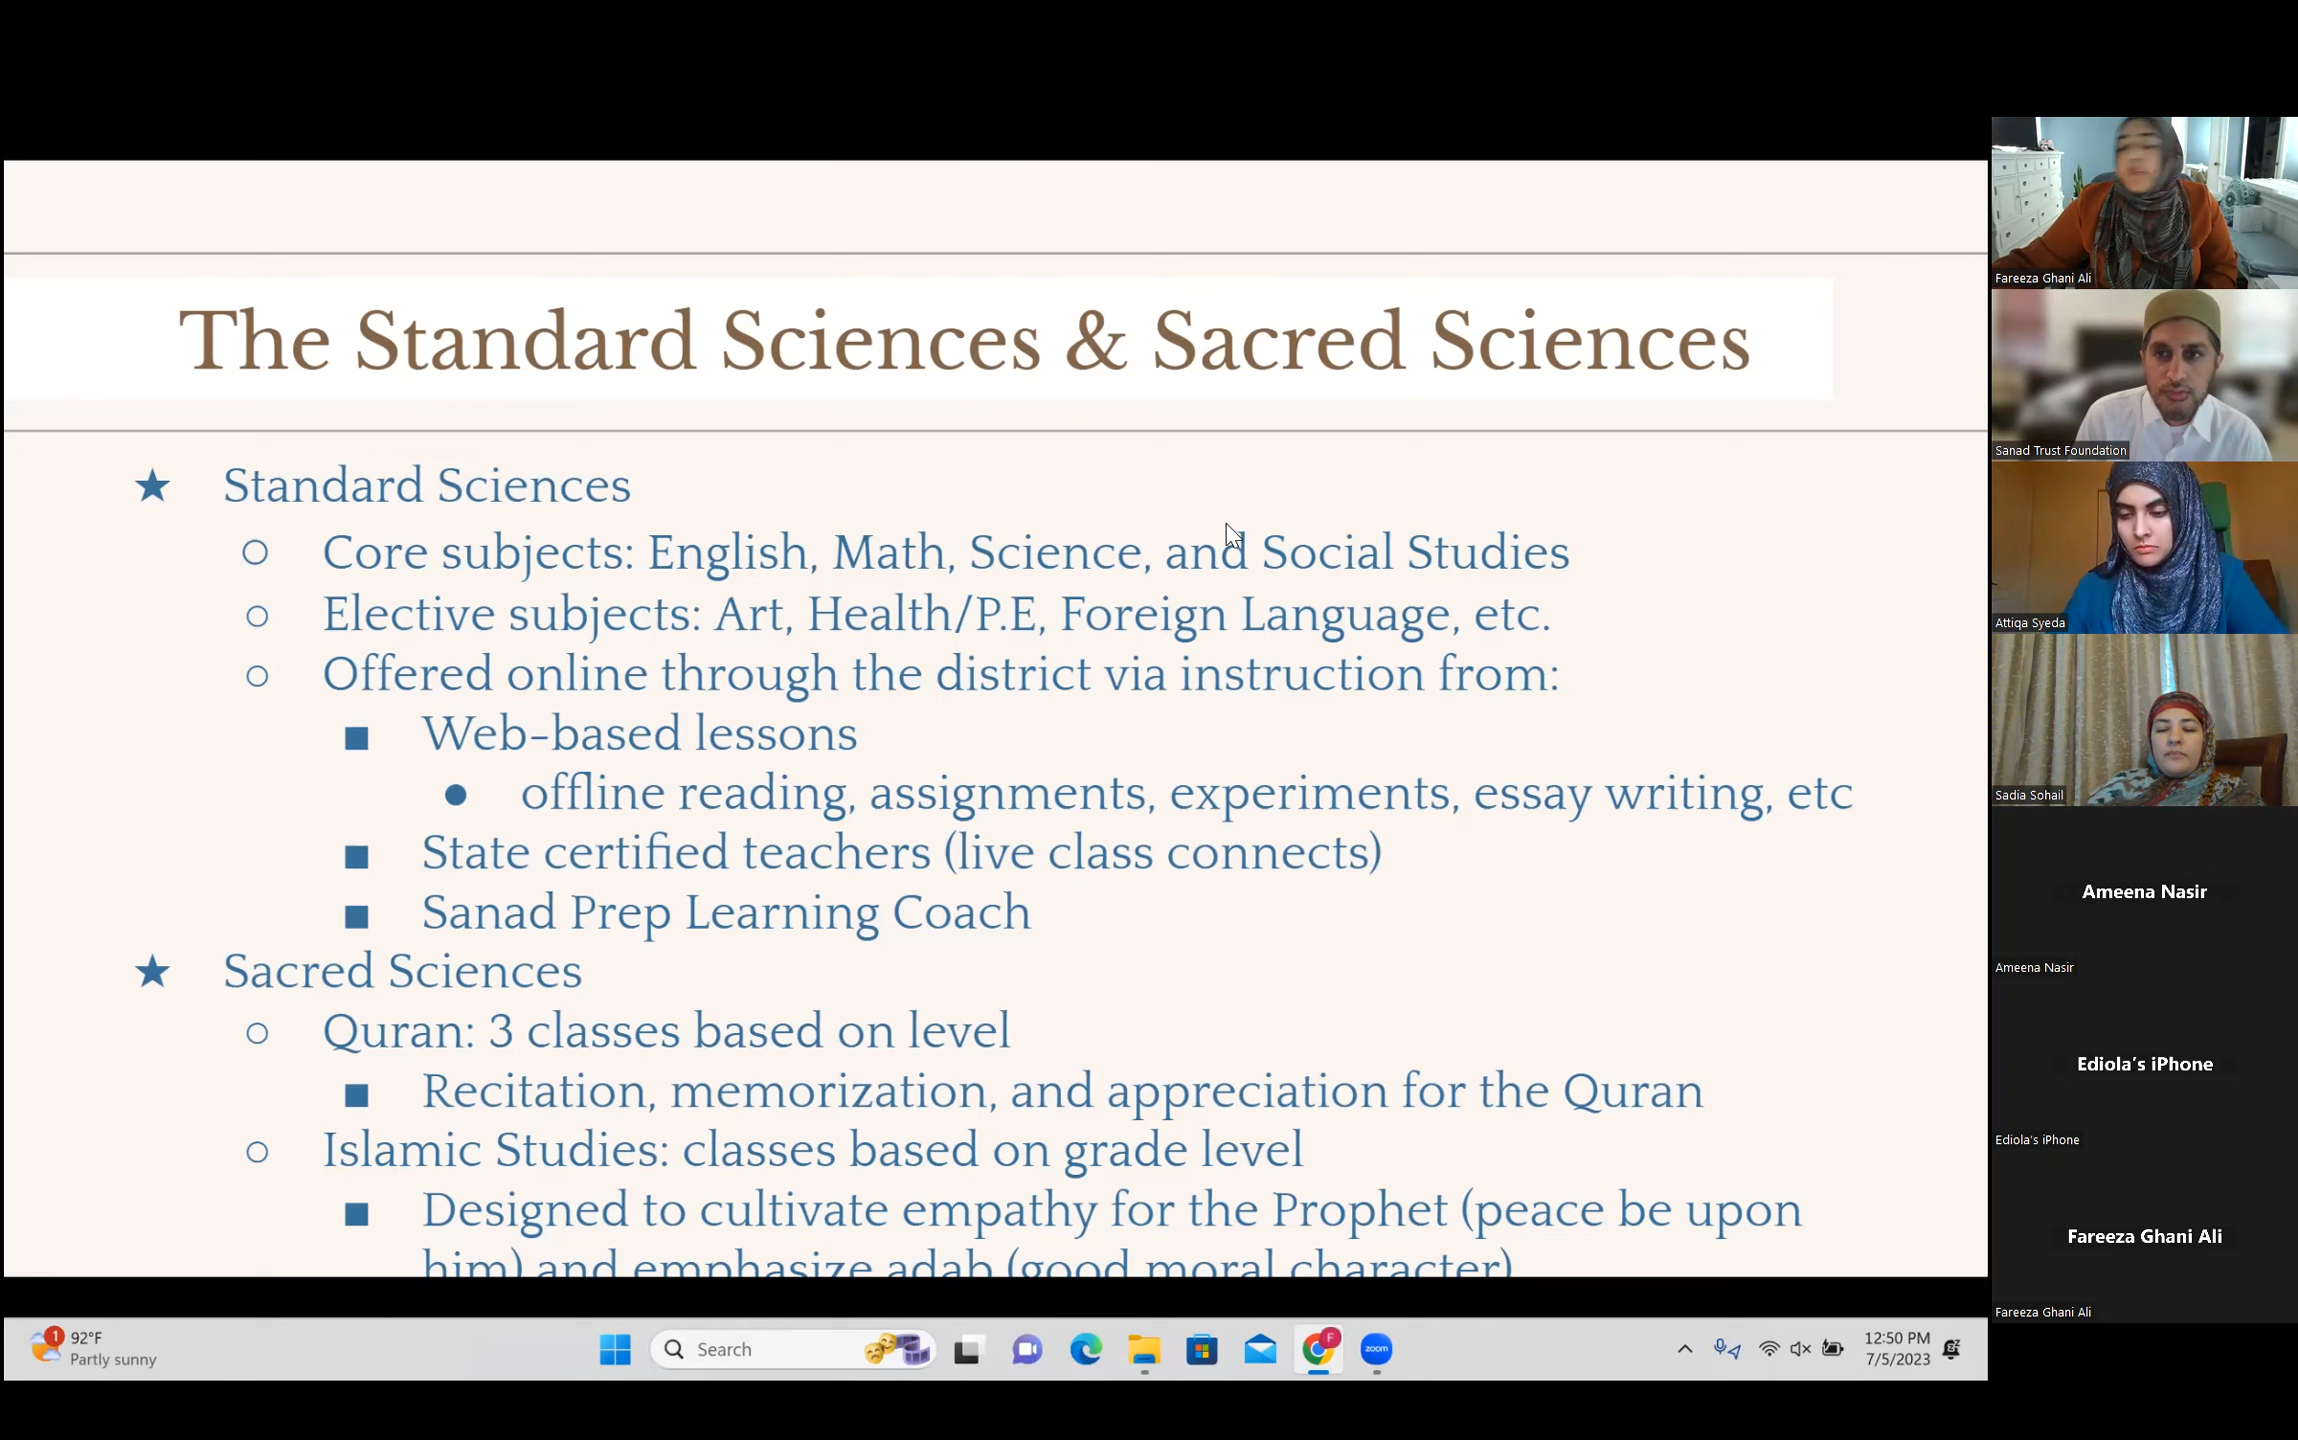 The Standard Sciences & Sacred Sciences
★ Standard Sciences
○ Core subjects: English, Math, Science, and Social Studies
○ Elective subjects: Art, Health/P.E, Foreign Language, etc.
○ Offered online through the district via instruction from:
■ Web-based lessons
● offline reading, assignments, experiments, essay writing, etc
■ State certified teachers (live class connects)
■ Sanad Prep Learning Coach
★ Sacred Sciences
○ Quran: 3 classes based on level
■ Recitation, memorization, and appreciation for the Quran
○ Islamic Studies: classes based on grade level
■ Designed to cultivate empathy for the Prophet (peace be upon
him) and emphasize adab (good moral character)
Fareeza Ghani Ali
Sanad Trust Foundation
Attiqa Syeda
Sadia Sohail
Ameena Nasir
Ameena Nasir
Ediola's iPhone
Ediola's iPhone
Fareeza Ghani Ali
Fareeza Ghani Ali
1
92°F
Partly sunny
Search
F
zoom
12:50 PM
7/5/2023